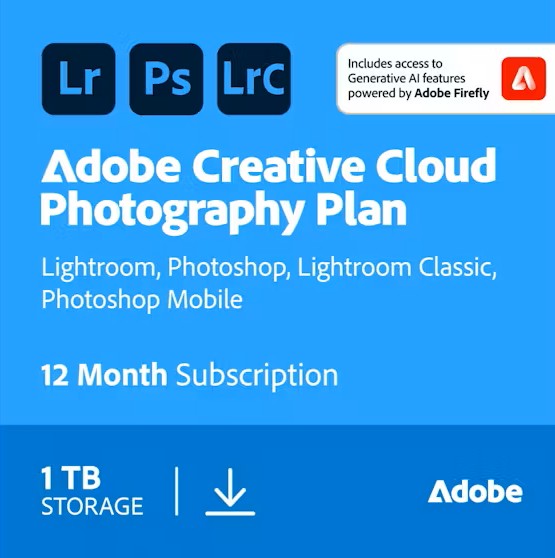 Lr Ps LrC
Includes access to
Generative AI features
powered by Adobe Firefly
Adobe Creative Cloud
Photography Plan
Lightroom, Photoshop, Lightroom Classic,
Photoshop Mobile
12 Month Subscription
1 TB
STORAGE
Adobe